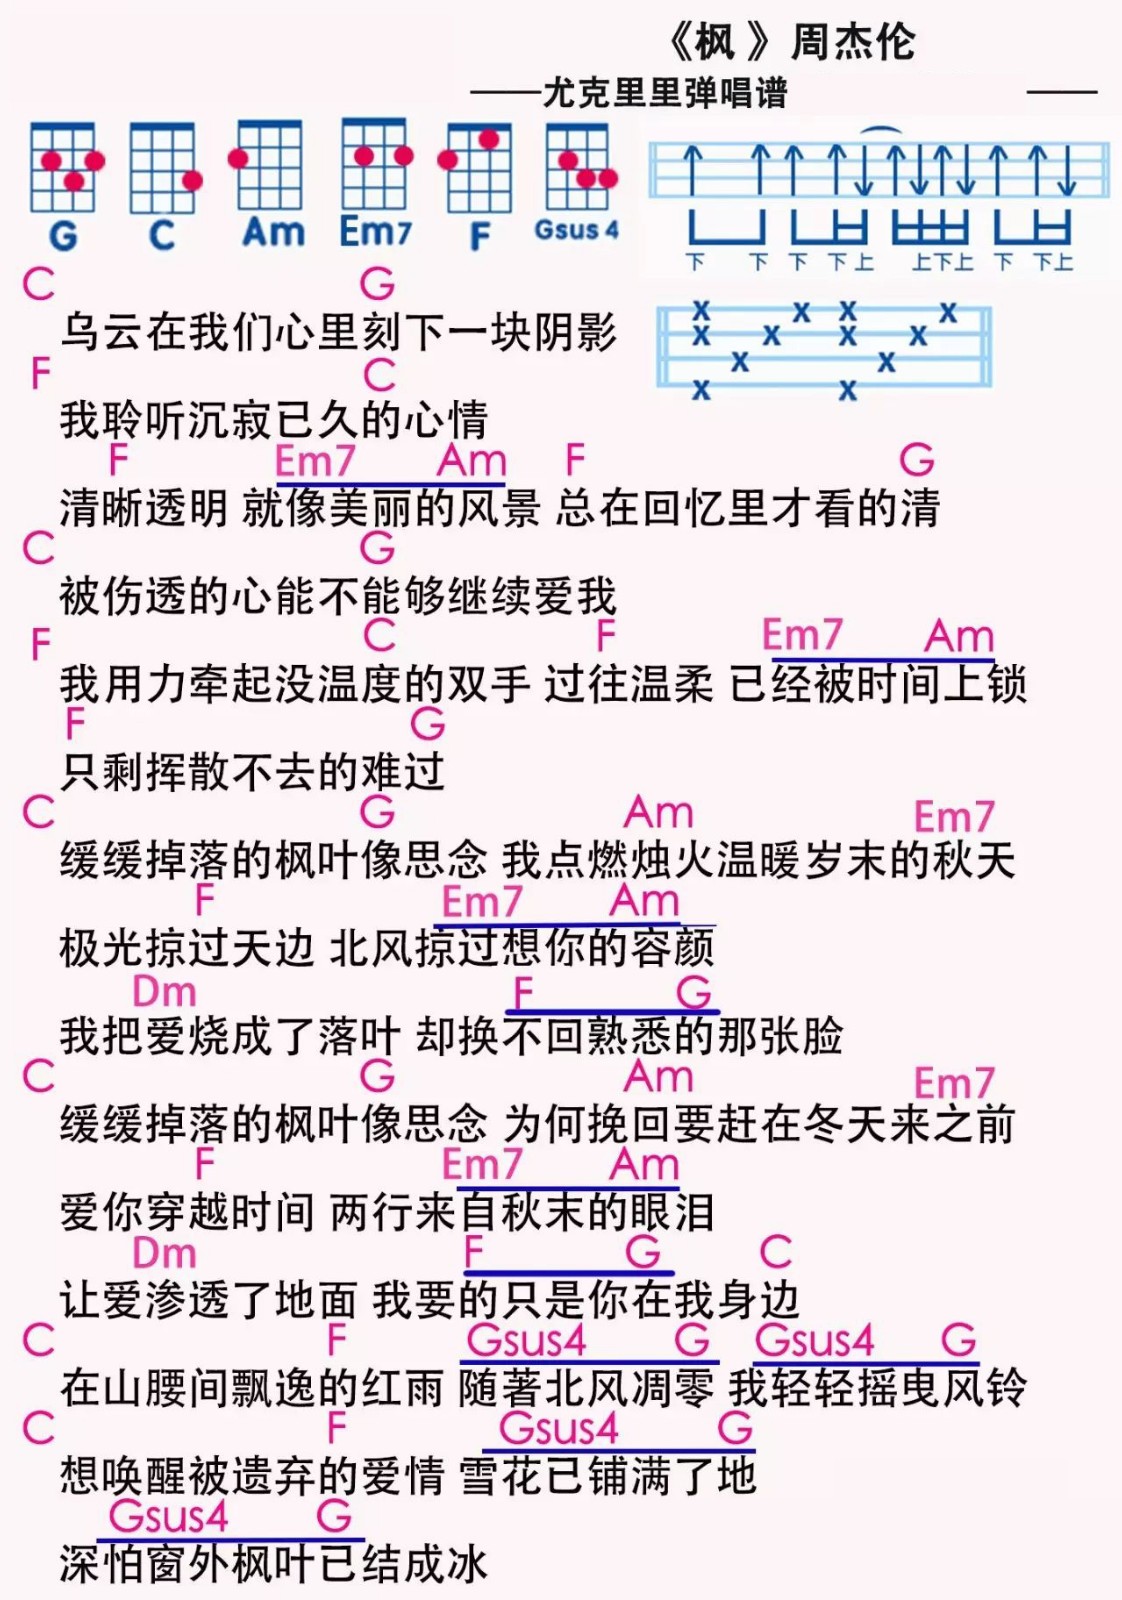 《枫》周杰伦
——尤克里里弹唱谱——
G C Am Em7 F Gsus4
下 下 下 下上 上下上 下 下上
C G
乌云在我们心里刻下一块阴影
F C
我聆听沉寂已久的心情
F Em7 Am F G
清晰透明 就像美丽的风景 总在回忆里才看的清
C G
被伤透的心能不能够继续爱我
F C F Em7 Am
我用力牵起没温度的双手 过往温柔 已经被时间上锁
F G
只剩挥散不去的难过
C G Am Em7
缓缓掉落的枫叶像思念 我点燃烛火温暖岁末的秋天
F Em7 Am
极光掠过天边 北风掠过想你的容颜
Dm F G
我把爱烧成了落叶 却换不回熟悉的那张脸
C G Am Em7
缓缓掉落的枫叶像思念 为何挽回要赶在冬天来之前
F Em7 Am
爱你穿越时间 两行来自秋末的眼泪
Dm F G C
让爱渗透了地面 我要的只是你在我身边
C F Gsus4 G Gsus4 G
在山腰间飘逸的红雨 随著北风凋零 我轻轻摇曳风铃
C F Gsus4 G
想唤醒被遗弃的爱情 雪花已铺满了地
Gsus4 G
深怕窗外枫叶已结成冰